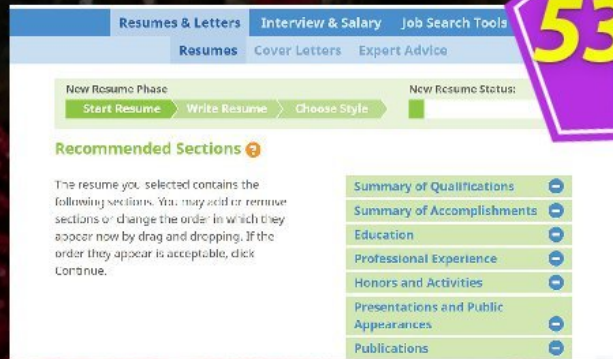 53
Resumes & Letters Interview & Salary Job Search Tools
Resumes Cover Letters Expert Advice
New Resume Phase
New Resume Status:
Start Resume Write Resume Choose Style
Recommended Sections ?
The resume you selected contains the
following sections. You may add or remove
sections or change the order in which they
appear now by drag and dropping. If the
order they appear is acceptable, click
Continue.
Summary of Qualifications
Summary of Accomplishments
Education
Professional Experience
Honors and Activities
Presentations and Public
Appearances
Publications